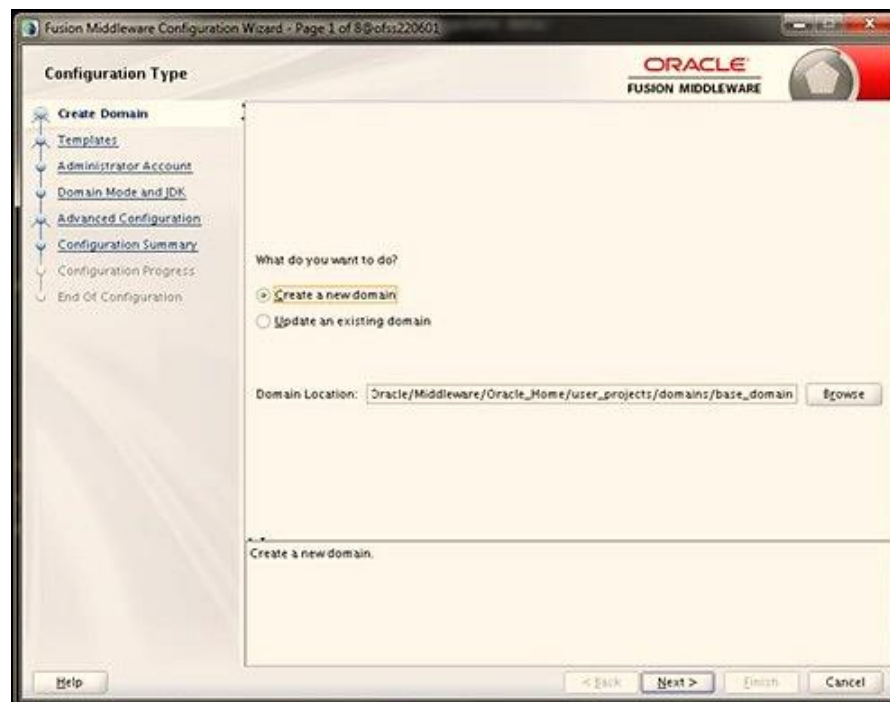 Fusion Middleware Configuration Wizard - Page 1 of 8@ofss220601
Configuration Type
ORACLE
FUSION MIDDLEWARE
Create Domain
Templates
Administrator Account
Domain Mode and JDK
Advanced Configuration
Configuration Summary
Configuration Progress
End Of Configuration
What do you want to do?
Create a new domain
Update an existing domain
Domain Location: Oracle/Middleware/Oracle_Home/user_projects/domains/base_domain Browse
Create a new domain.
Help < Back Next > Finish Cancel